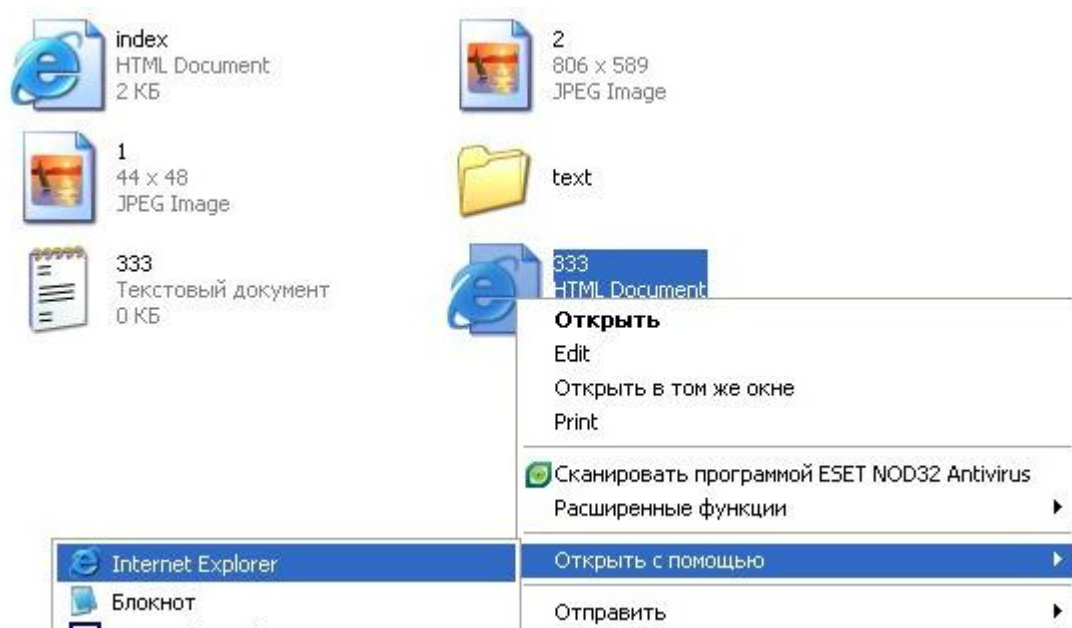 index
HTML Document
2 КБ
2
806 x 589
JPEG Image
1
44 x 48
JPEG Image
text
333
Текстовый документ
0 КБ
333
HTML Document
Открыть
Edit
Открыть в том же окне
Print
Сканировать программой ESET NOD32 Antivirus
Расширенные функции
Открыть с помощью
Отправить
Internet Explorer
Блокнот